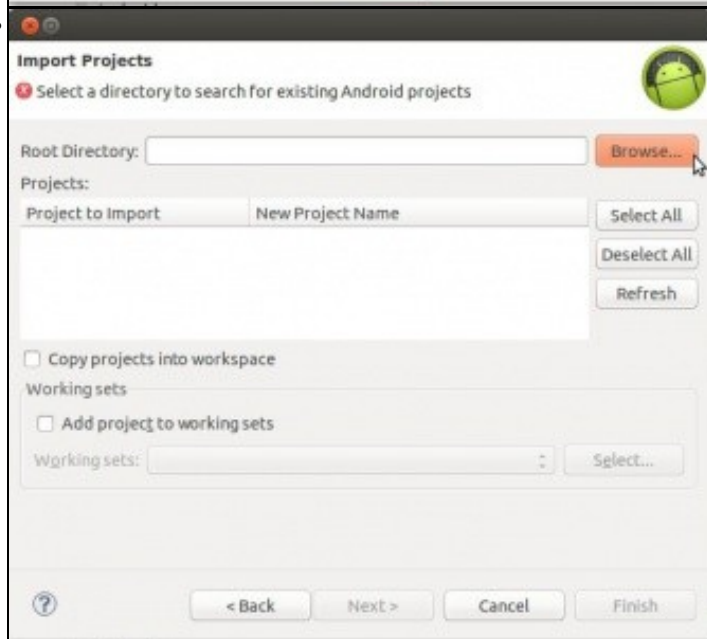 Import Projects
Select a directory to search for existing Android projects
Root Directory:
Browse...
Projects:
Project to Import New Project Name
Select All
Deselect All
Refresh
Copy projects into workspace
Working sets
Add project to working sets
Working sets:
Select...
? < Back Next > Cancel Finish